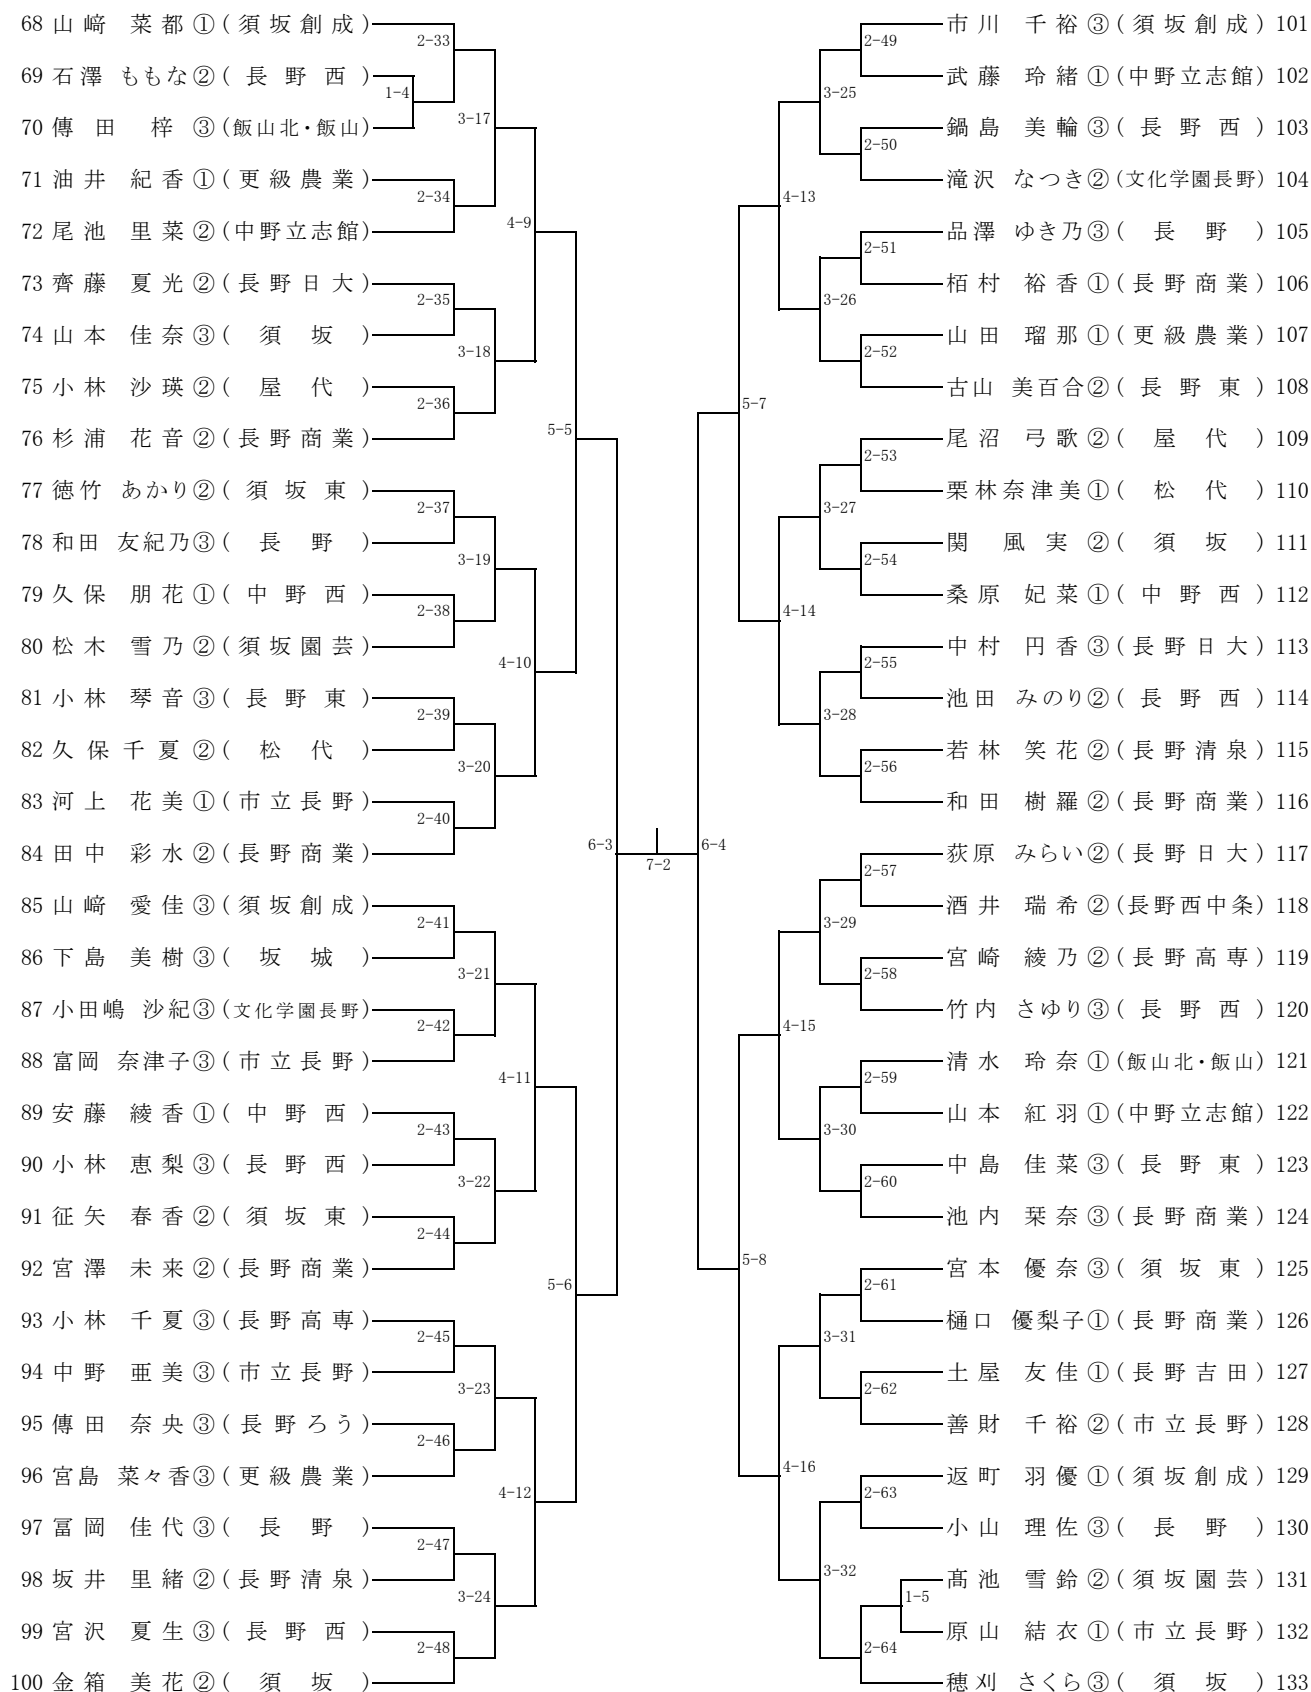 68 山﨑 菜都 ① (須坂創成)
2-33
69 石澤 ももな ② (長野西)
1-4
70 傳田 梓 ③ (飯山北・飯山)
3-17
71 油井 紀香 ① (更級農業)
2-34
72 尾池 里菜 ② (中野立志館)
4-9
73 齊藤 夏光 ② (長野日大)
2-35
74 山本 佳奈 ③ (須坂)
3-18
75 小林 沙瑛 ② (屋代)
2-36
76 杉浦 花音 ② (長野商業)
5-5
77 徳竹 あかり ② (須坂東)
2-37
78 和田 友紀乃 ③ (長野)
3-19
79 久保 朋花 ① (中野西)
2-38
80 松木 雪乃 ② (須坂園芸)
4-10
81 小林 琴音 ③ (長野東)
2-39
82 久保千夏 ② (松代)
3-20
83 河上 花美 ① (市立長野)
2-40
84 田中 彩水 ② (長野商業)
6-3
7-2
85 山﨑 愛佳 ③ (須坂創成)
2-41
86 下島 美樹 ③ (坂城)
3-21
87 小田嶋 沙紀 ③ (文化学園長野)
2-42
88 富岡 奈津子 ③ (市立長野)
4-11
89 安藤 綾香 ① (中野西)
2-43
90 小林 恵梨 ③ (長野西)
3-22
91 征矢 春香 ② (須坂東)
2-44
92 宮澤 未来 ② (長野商業)
5-6
93 小林 千夏 ③ (長野高専)
2-45
94 中野 亜美 ③ (市立長野)
3-23
95 傳田 奈央 ③ (長野ろう)
2-46
96 宮島 菜々香 ③ (更級農業)
4-12
97 冨岡 佳代 ③ (長野)
2-47
98 坂井 里緒 ② (長野清泉)
3-24
99 宮沢 夏生 ③ (長野西)
2-48
100 金箱 美花 ② (須坂)
市川 千裕 ③ (須坂創成) 101
2-49
武藤 玲緒 ① (中野立志館) 102
3-25
鍋島 美輪 ③ (長野西) 103
2-50
滝沢 なつき ② (文化学園長野) 104
4-13
品澤 ゆき乃 ③ (長野) 105
2-51
栢村 裕香 ① (長野商業) 106
3-26
山田 瑠那 ① (更級農業) 107
2-52
古山 美百合 ② (長野東) 108
5-7
尾沼 弓歌 ② (屋代) 109
2-53
栗林奈津美 ① (松代) 110
3-27
関 風実 ② (須坂) 111
2-54
桑原 妃菜 ① (中野西) 112
4-14
中村 円香 ③ (長野日大) 113
2-55
池田 みのり ② (長野西) 114
3-28
若林 笑花 ② (長野清泉) 115
2-56
和田 樹羅 ② (長野商業) 116
6-4
荻原 みらい ② (長野日大) 117
2-57
酒井 瑞希 ② (長野西中条) 118
3-29
宮崎 綾乃 ② (長野高専) 119
2-58
竹内 さゆり ③ (長野西) 120
4-15
清水 玲奈 ① (飯山北・飯山) 121
2-59
山本 紅羽 ① (中野立志館) 122
3-30
中島 佳菜 ③ (長野東) 123
2-60
池内 栞奈 ③ (長野商業) 124
5-8
宮本 優奈 ③ (須坂東) 125
2-61
樋口 優梨子 ① (長野商業) 126
3-31
土屋 友佳 ① (長野吉田) 127
2-62
善財 千裕 ② (市立長野) 128
4-16
返町 羽優 ① (須坂創成) 129
2-63
小山 理佐 ③ (長野) 130
3-32
髙池 雪鈴 ② (須坂園芸) 131
1-5
原山 結衣 ① (市立長野) 132
2-64
穂刈 さくら ③ (須坂) 133